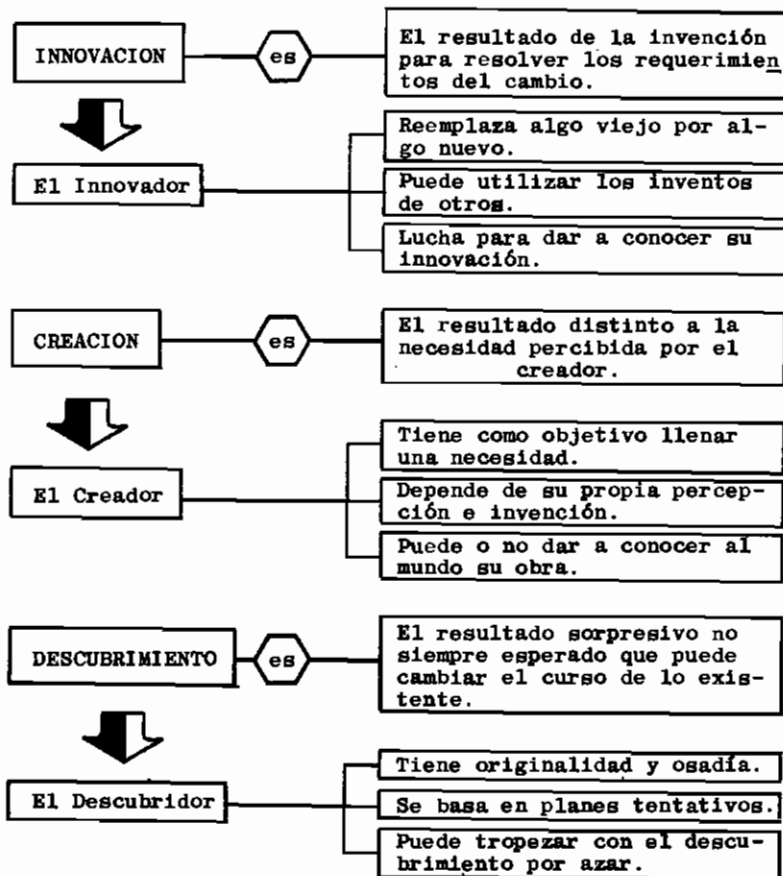 INNOVACION
es
El resultado de la invención
para resolver los requerimien
tos del cambio.
El Innovador
Reemplaza algo viejo por al-
go nuevo.
Puede utilizar los inventos
de otros.
Lucha para dar a conocer su
innovación.
CREACION
es
El resultado distinto a la
necesidad percibida por el
creador.
El Creador
Tiene como objetivo llenar
una necesidad.
Depende de su propia percep-
ción e invención.
Puede o no dar a conocer al
mundo su obra.
DESCUBRIMIENTO
es
El resultado sorpresivo no
siempre esperado que puede
cambiar el curso de lo exis-
tente.
El Descubridor
Tiene originalidad y osadía.
Se basa en planes tentativos.
Puede tropezar con el descu-
brimiento por azar.